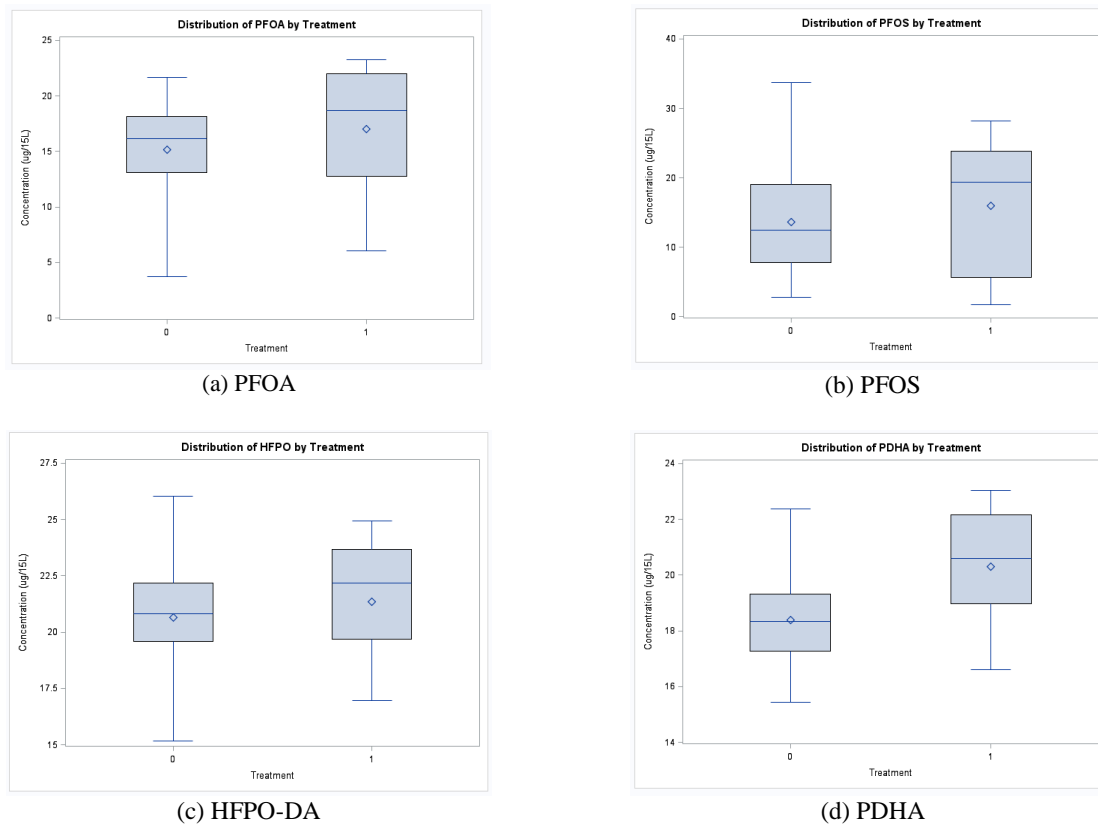 Distribution of PFOA by Treatment
25
20
15
10
5
0
Concentration (ug/15L)
0 1
Treatment
(a) PFOA
Distribution of PFOS by Treatment
40
30
20
10
0
Concentration (ug/15L)
0 1
Treatment
(b) PFOS
Distribution of HFPO by Treatment
27.5
25
22.5
20
17.5
15
Concentration (ug/15L)
0 1
Treatment
(c) HFPO-DA
Distribution of PDHA by Treatment
24
22
20
18
16
14
Concentration (ug/15L)
0 1
Treatment
(d) PDHA